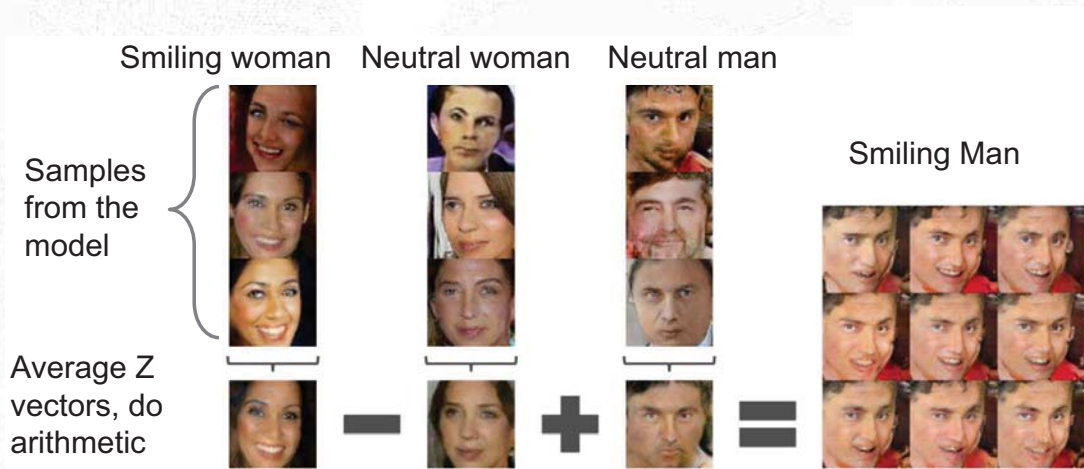 Smiling woman
Neutral woman
Neutral man
Samples
from the
model
Smiling Man
Average Z
vectors, do
arithmetic